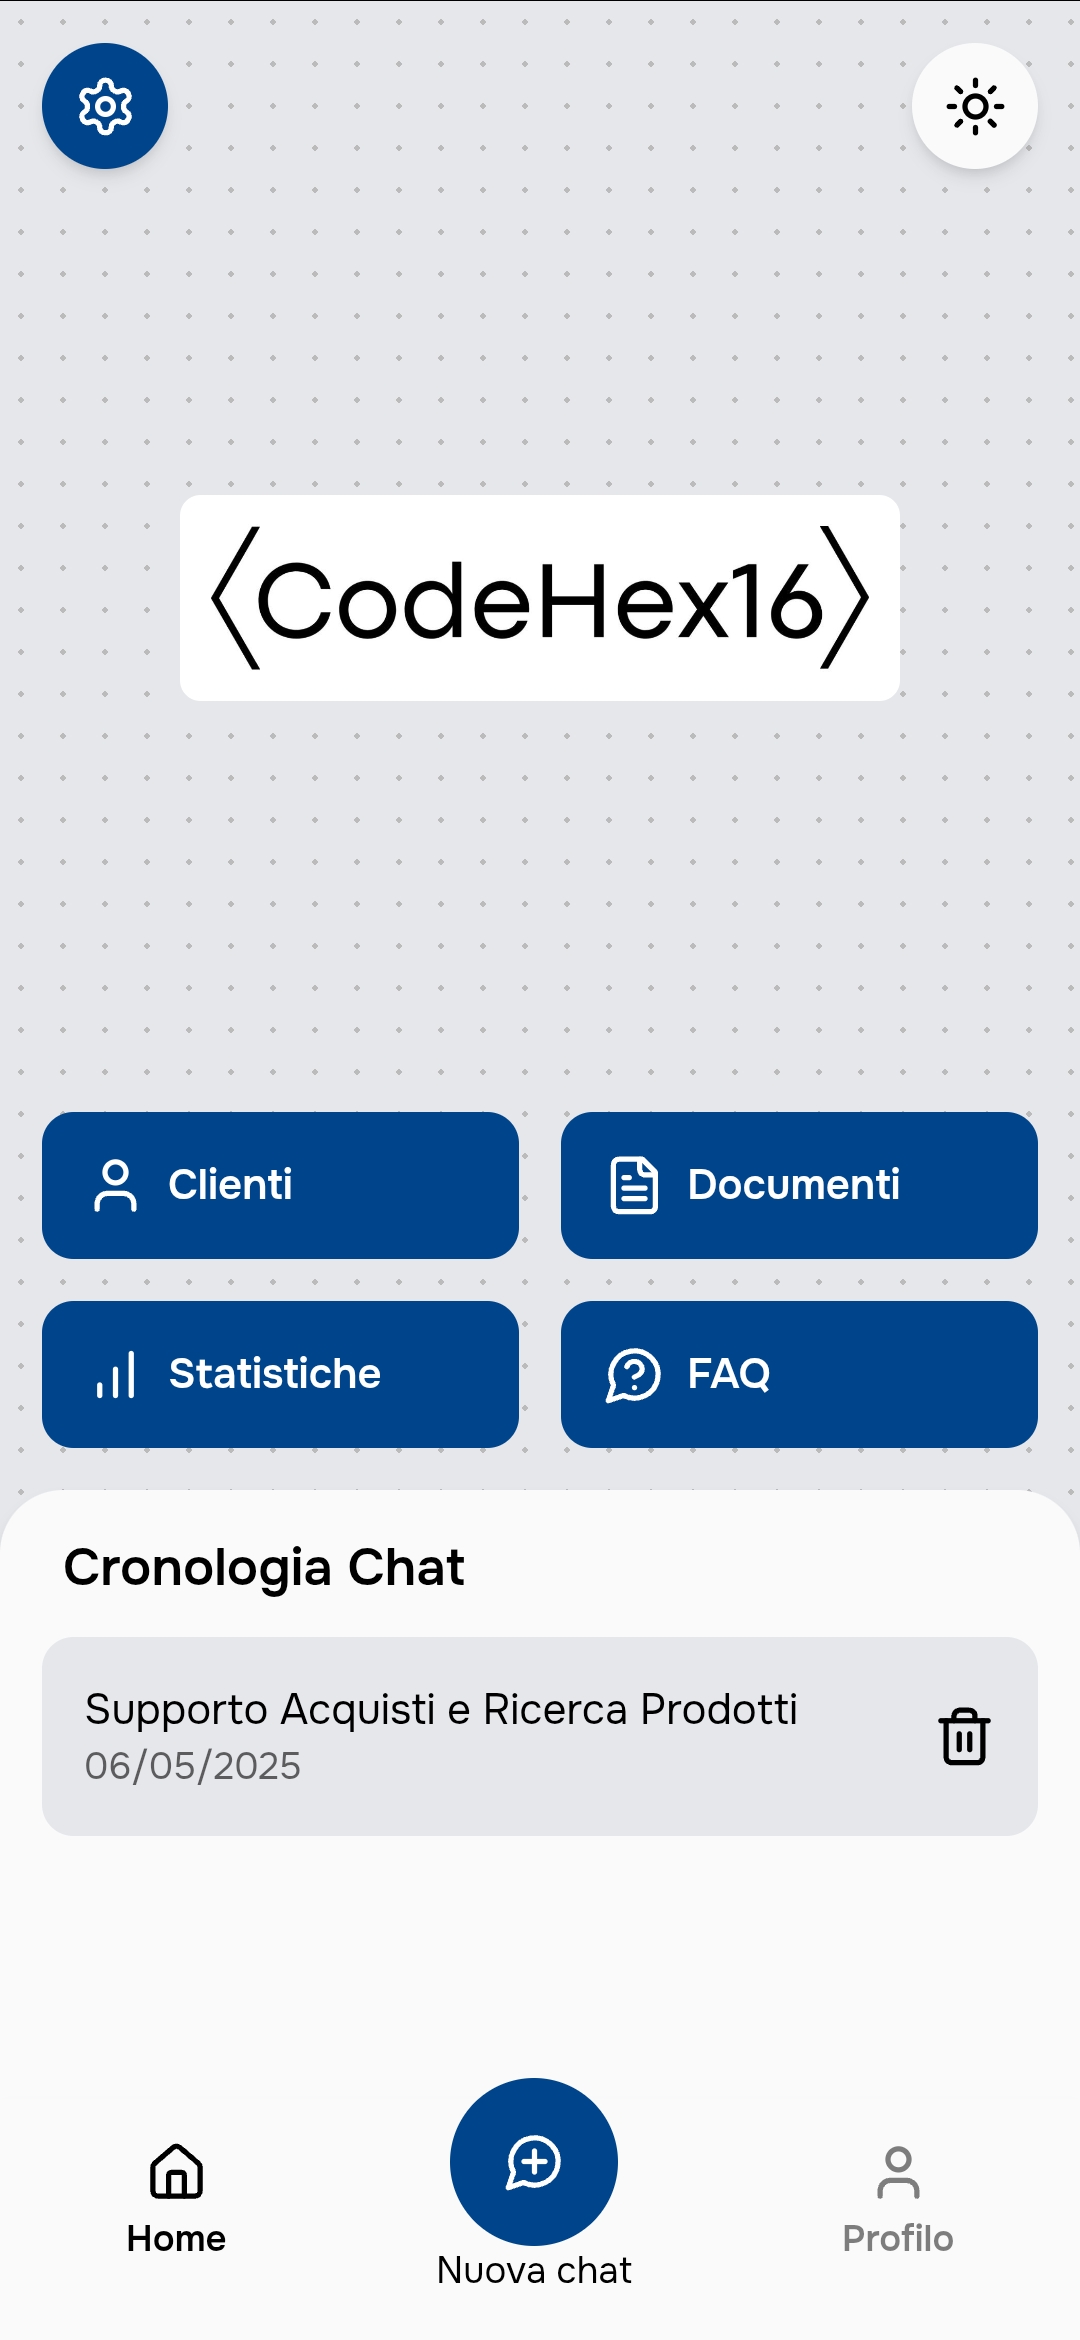 〈CodeHex16〉
Clienti
Documenti
Statistiche
FAQ
Cronologia Chat
Supporto Acquisti e Ricerca Prodotti
06/05/2025
Home
Nuova chat
Profilo